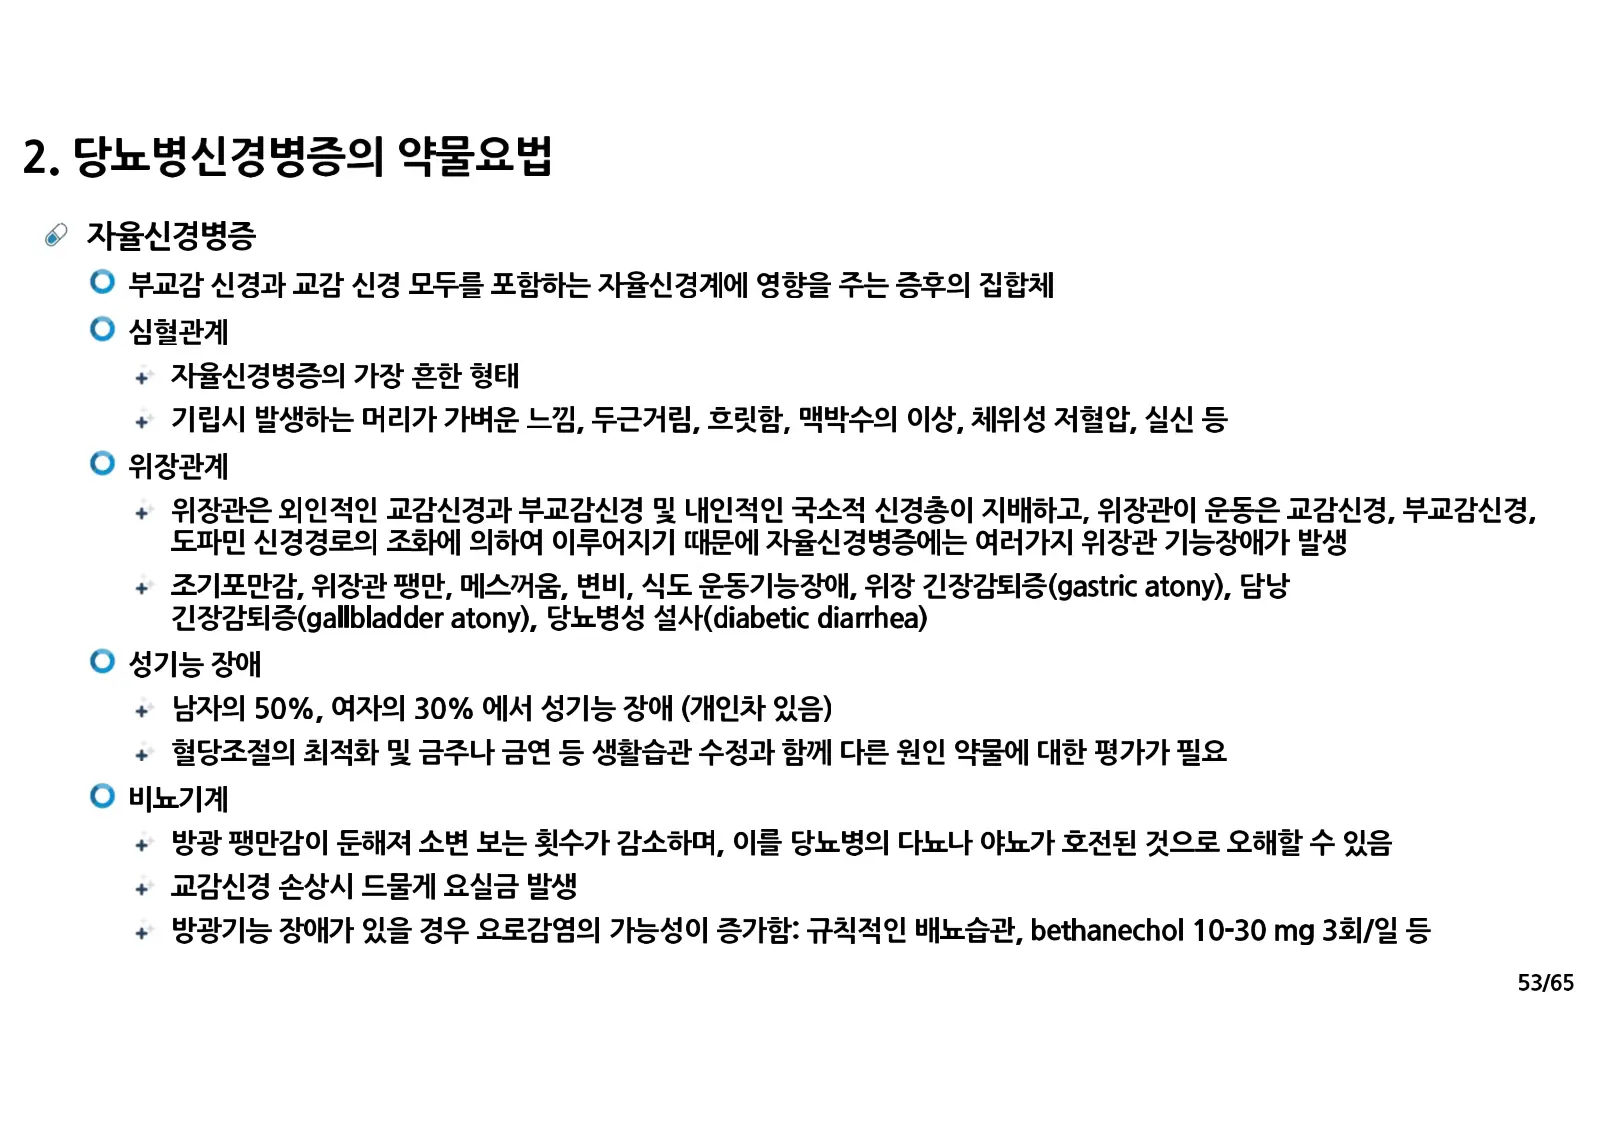 2. 당뇨병신경병증의 약물요법
자율신경병증
부교감 신경과 교감 신경 모두를 포함하는 자율신경계에 영향을 주는 증후의 집합체
심혈관계
자율신경병증의 가장 흔한 형태
기립시 발생하는 머리가 가벼운 느낌, 두근거림, 흐릿함, 맥박수의 이상, 체위성 저혈압, 실신 등
위장관계
위장관은 외인적인 교감신경과 부교감신경 및 내인적인 국소적 신경총이 지배하고, 위장관이 운동은 교감신경, 부교감신경,
도파민 신경경로의 조화에 의하여 이루어지기 때문에 자율신경병증에는 여러가지 위장관 기능장애가 발생
조기포만감, 위장관 팽만, 메스꺼움, 변비, 식도 운동기능장애, 위장 긴장감퇴증(gastric atony), 담낭
긴장감퇴증(gallbladder atony), 당뇨병성 설사(diabetic diarrhea)
성기능 장애
남자의 50%, 여자의 30% 에서 성기능 장애 (개인차 있음)
혈당조절의 최적화 및 금주나 금연 등 생활습관 수정과 함께 다른 원인 약물에 대한 평가가 필요
비뇨기계
방광 팽만감이 둔해져 소변 보는 횟수가 감소하며, 이를 당뇨병의 다뇨나 야뇨가 호전된 것으로 오해할 수 있음
교감신경 손상시 드물게 요실금 발생
방광기능 장애가 있을 경우 요로감염의 가능성이 증가함: 규칙적인 배뇨습관, bethanechol 10-30 mg 3회/일 등
53/65